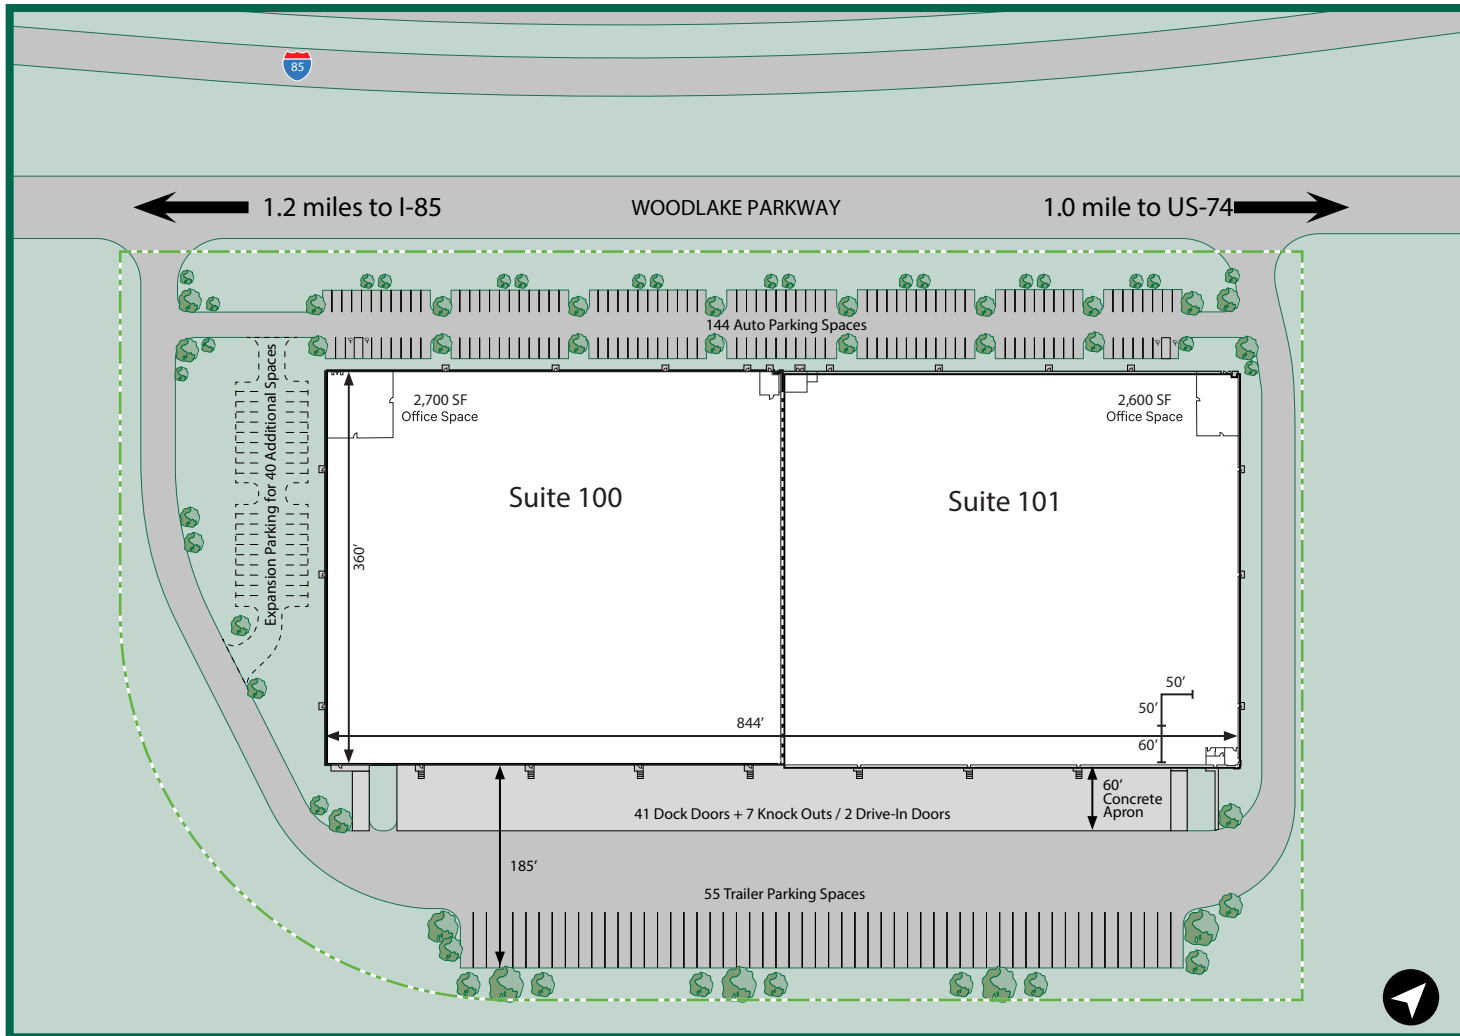 85
1.2 miles to I-85
WOODLAKE PARKWAY
1.0 mile to US-74
144 Auto Parking Spaces
Expansion Parking for 40 Additional Spaces
2,700 SF
Office Space
2,600 SF
Office Space
Suite 100
Suite 101
360’
50’
50’
844’
60’
60’
Concrete
Apron
41 Dock Doors + 7 Knock Outs / 2 Drive-In Doors
185’
55 Trailer Parking Spaces